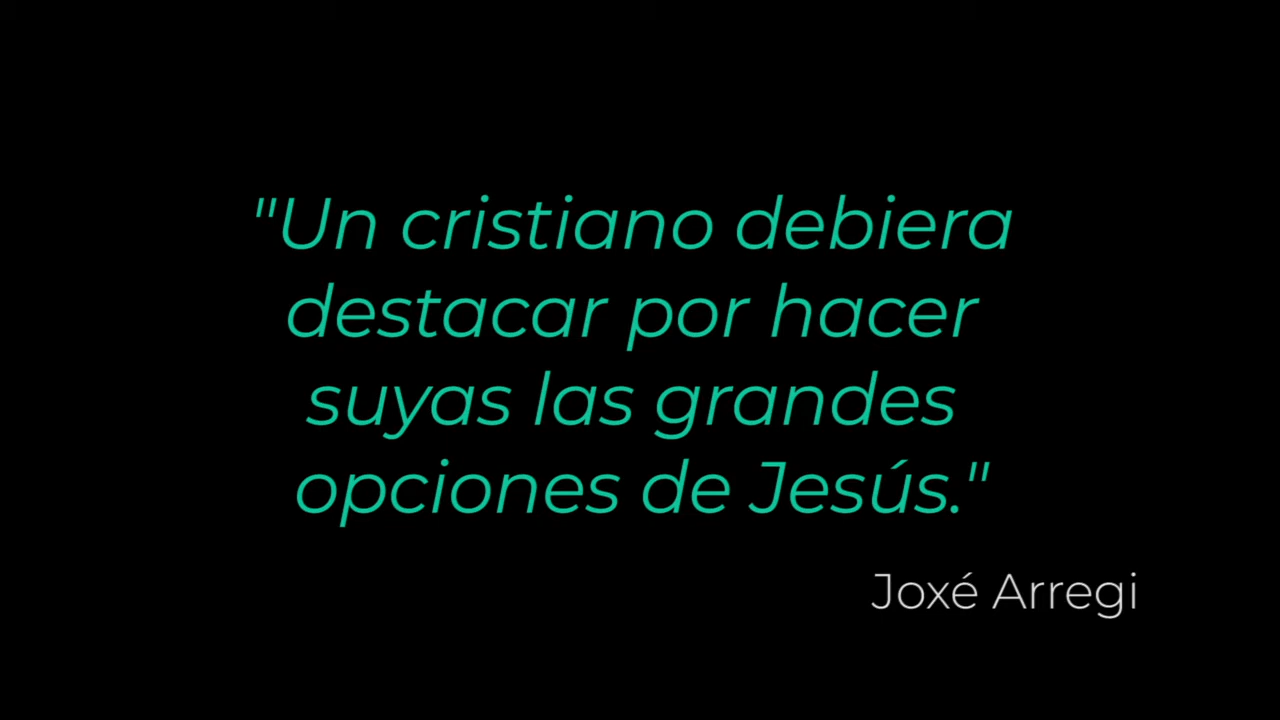 "Un cristiano debiera
destacar por hacer
suyas las grandes
opciones de Jesús."
Joxé Arregi